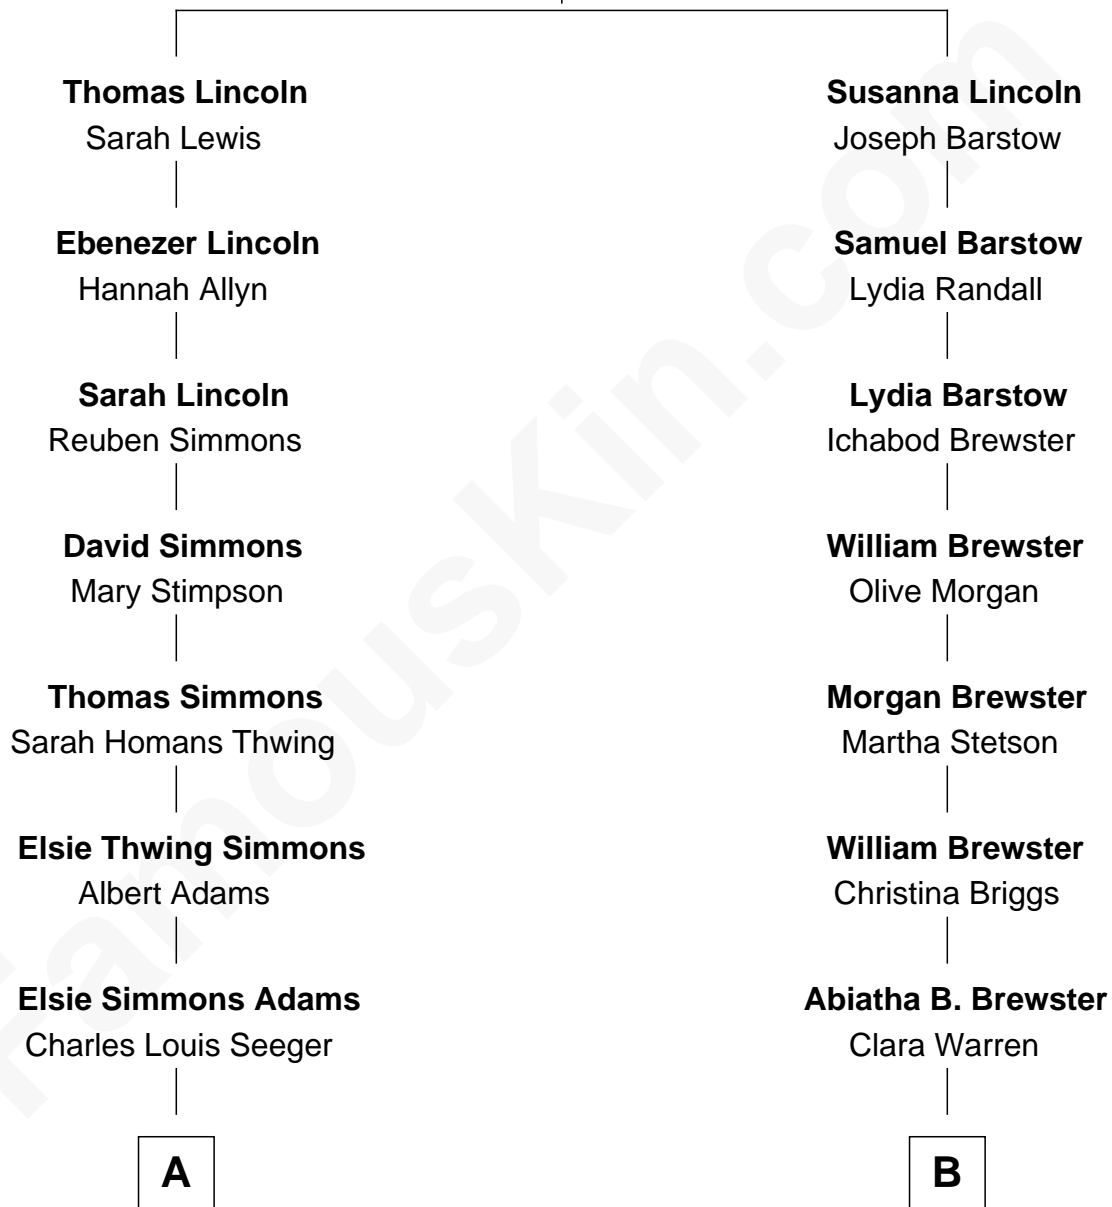 Thomas Lincoln
Sarah Lewis
Ebenezer Lincoln
Hannah Allyn
Sarah Lincoln
Reuben Simmons
David Simmons
Mary Stimpson
Thomas Simmons
Sarah Homans Thwing
Elsie Thwing Simmons
Albert Adams
Elsie Simmons Adams
Charles Louis Seeger
A
Susanna Lincoln
Joseph Barstow
Samuel Barstow
Lydia Randall
Lydia Barstow
Ichabod Brewster
William Brewster
Olive Morgan
Morgan Brewster
Martha Stetson
William Brewster
Christina Briggs
Abiatha B. Brewster
Clara Warren
B
FamousKin.com